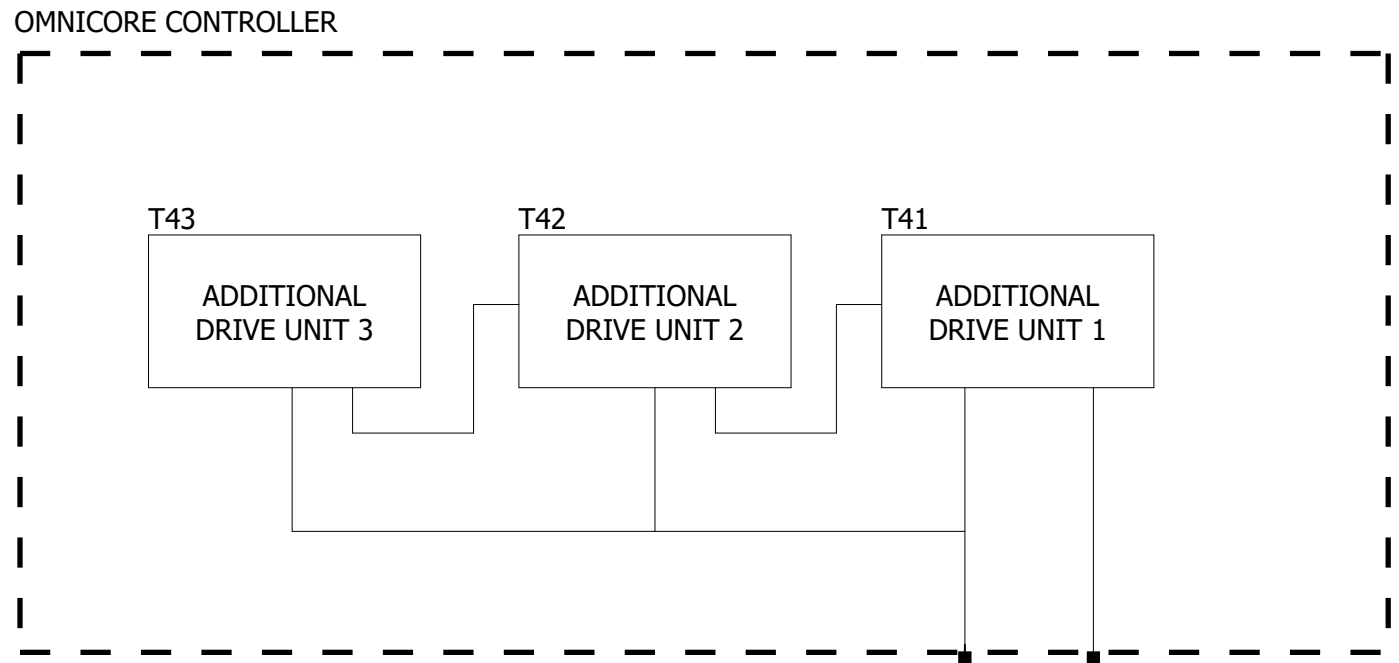 OMNICORE CONTROLLER
T43
T42
T41
ADDITIONAL
DRIVE UNIT 3
ADDITIONAL
DRIVE UNIT 2
ADDITIONAL
DRIVE UNIT 1